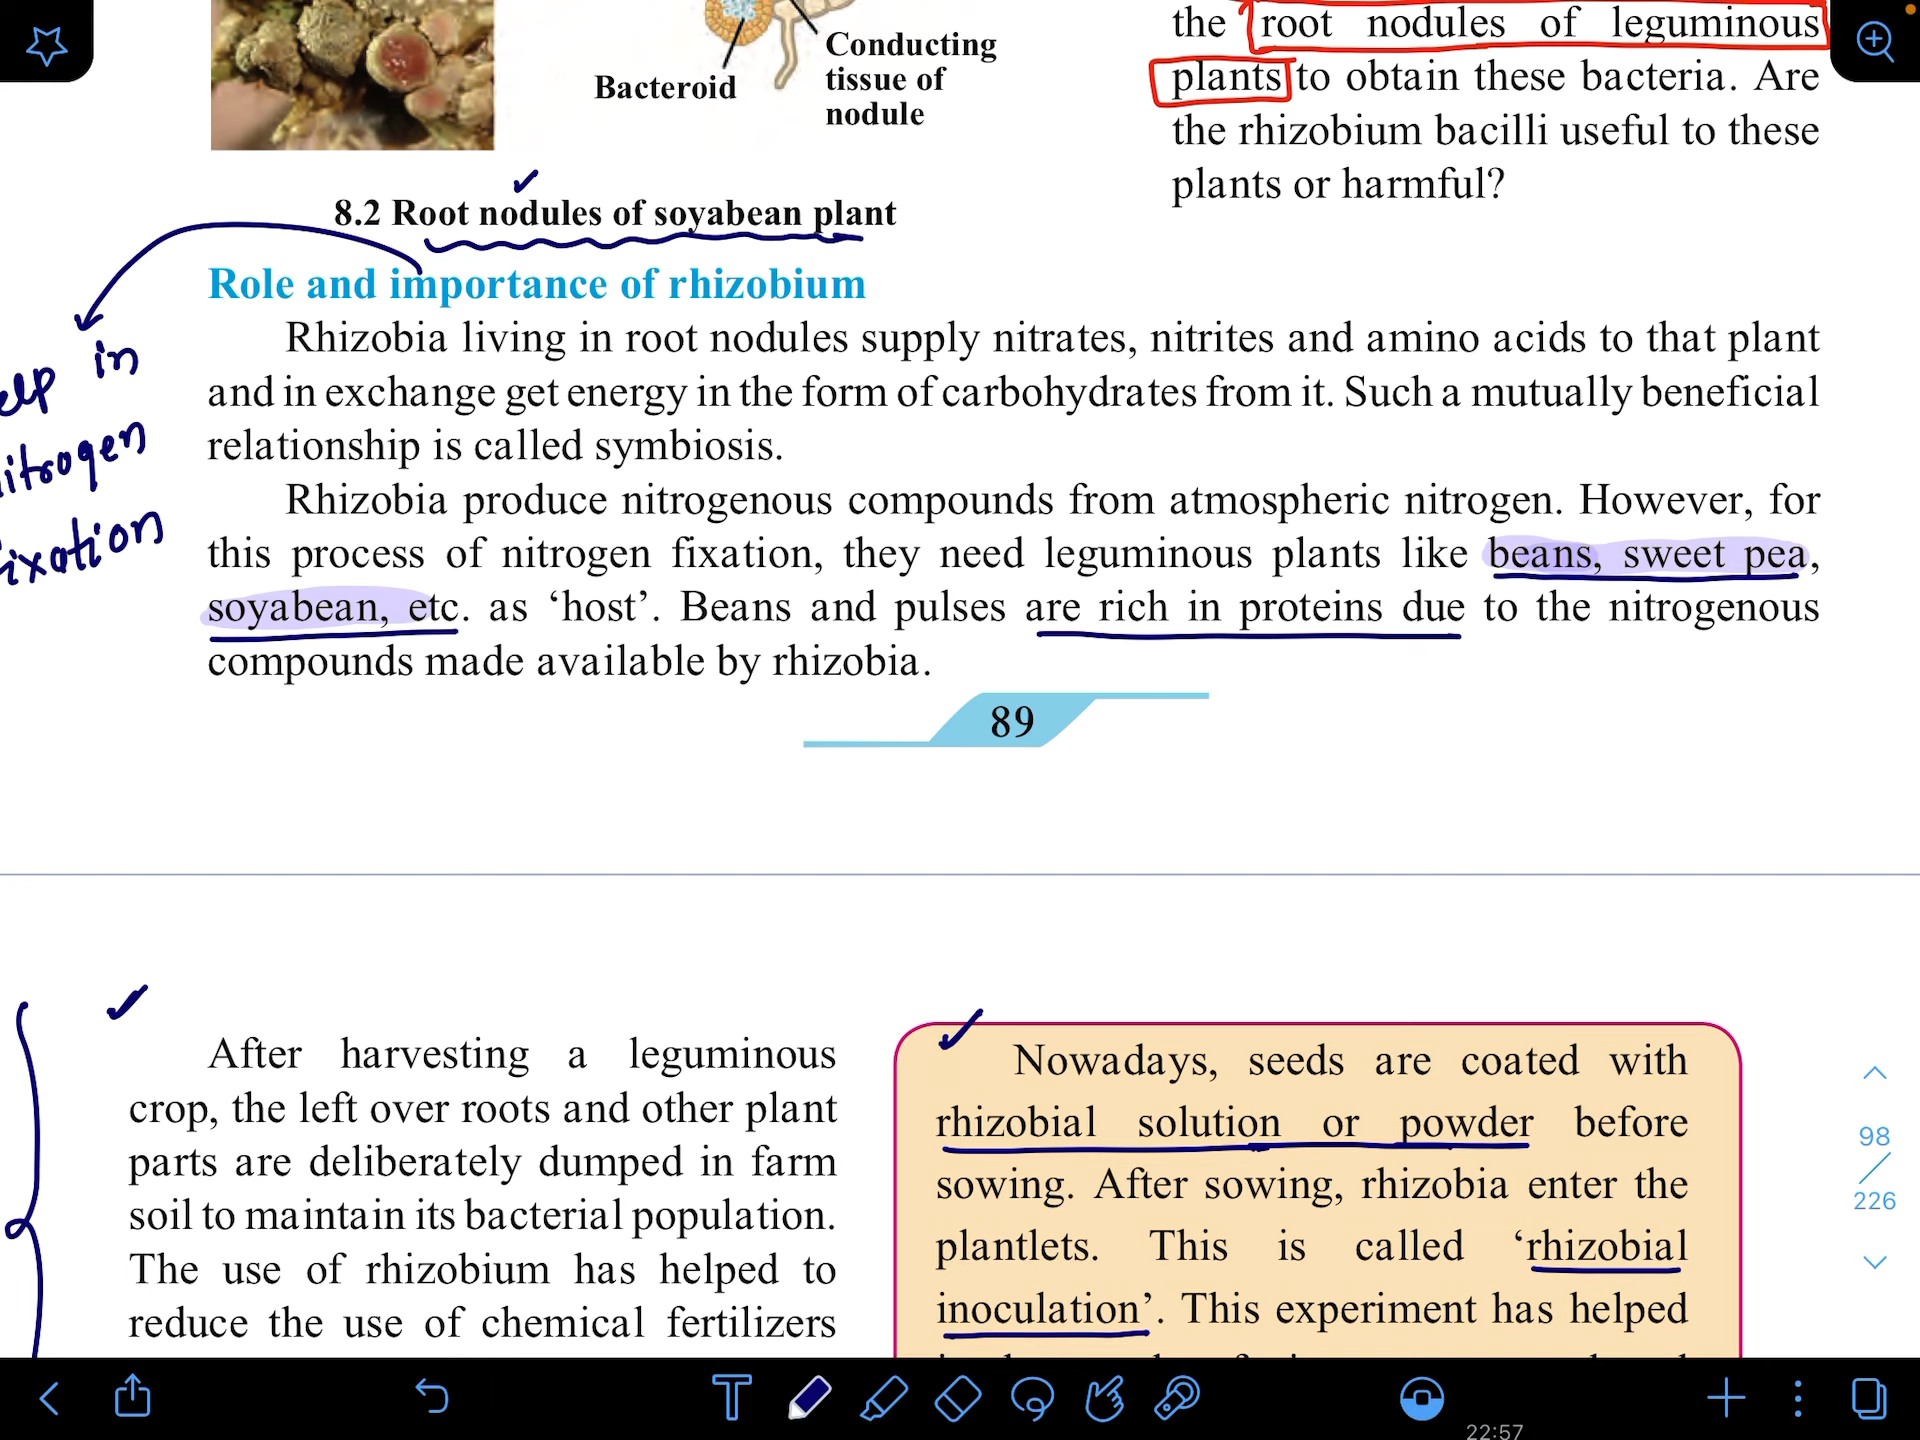 Bacteroid
Conducting
tissue of
nodule
8.2 Root nodules of soyabean plant
the root nodules of leguminous
plants to obtain these bacteria. Are
the rhizobium bacilli useful to these
plants or harmful?
Role and importance of rhizobium
Rhizobia living in root nodules supply nitrates, nitrites and amino acids to that plant
and in exchange get energy in the form of carbohydrates from it. Such a mutually beneficial
relationship is called symbiosis.
Rhizobia produce nitrogenous compounds from atmospheric nitrogen. However, for
this process of nitrogen fixation, they need leguminous plants like beans, sweet pea,
soyabean, etc. as ‘host’. Beans and pulses are rich in proteins due to the nitrogenous
compounds made available by rhizobia.
elp in
itrogen
ixation
89
After harvesting a leguminous
crop, the left over roots and other plant
parts are deliberately dumped in farm
soil to maintain its bacterial population.
The use of rhizobium has helped to
reduce the use of chemical fertilizers
Nowadays, seeds are coated with
rhizobial solution or powder before
sowing. After sowing, rhizobia enter the
plantlets. This is called ‘rhizobial
inoculation’. This experiment has helped
98
226
22:57